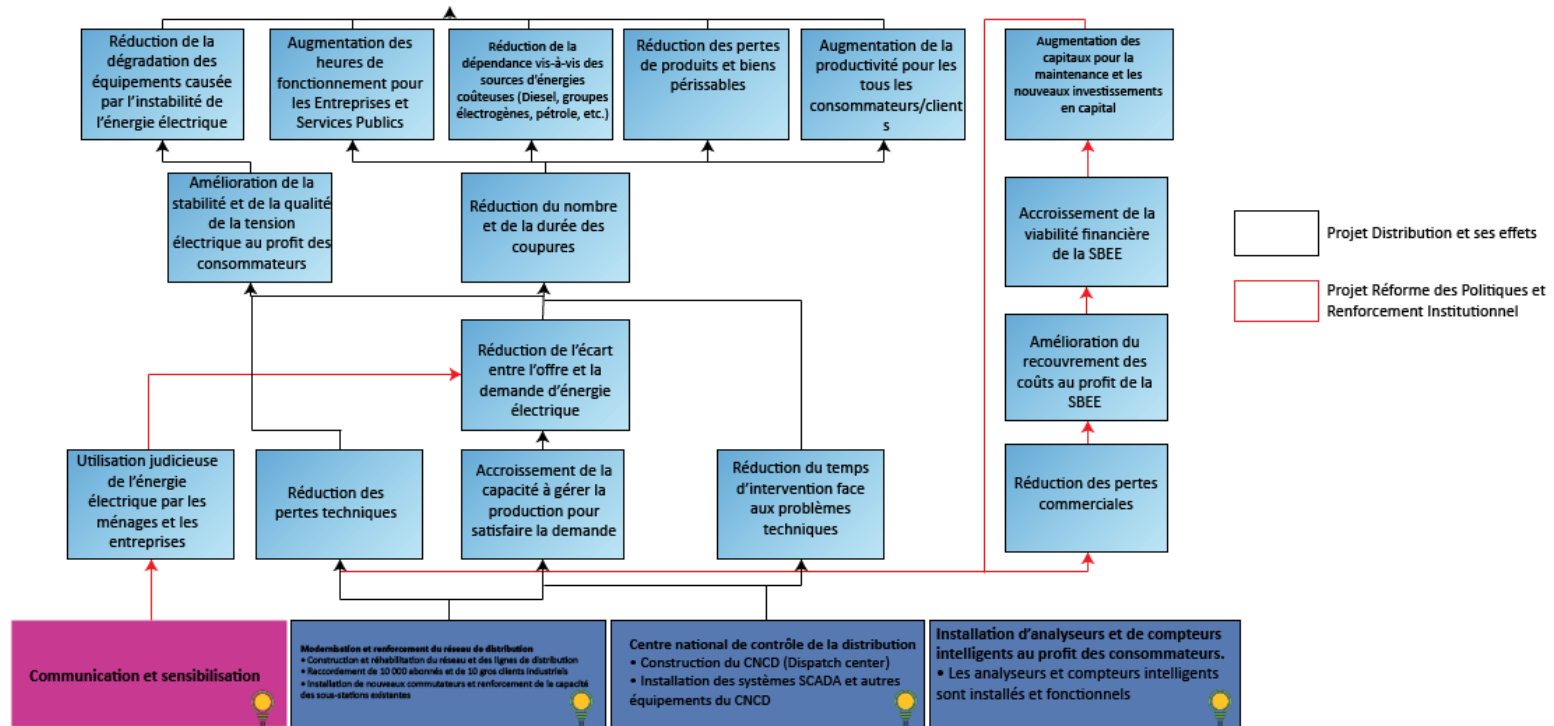 Réduction de la
dégradation des
équipements causée
par l’instabilité de
l’énergie électrique
Augmentation des
heures de
fonctionnement pour
les Entreprises et
Services Publics
Réduction de la
dépendance vis-à-vis des
sources d’énergies
coûteuses (Diesel, groupes
électrogènes, pétrole, etc.)
Réduction des pertes
de produits et biens
périssables
Augmentation de la
productivité pour les
tous les
consommateurs/client
s
Augmentation des
capitaux pour la
maintenance et les
nouveaux investissements
en capital
Amélioration de la
stabilité et de la qualité
de la tension
électrique au profit des
consommateurs
Réduction du nombre
et de la durée des
coupures
Accroissement de la
viabilité financière
de la SBEE
Projet Distribution et ses effets
Projet Réforme des Politiques et
Renforcement Institutionnel
Réduction de l’écart
entre l’offre et la
demande d’énergie
électrique
Amélioration du
recouvrement des
coûts au profit de la
SBEE
Utilisation judicieuse
de l’énergie
électrique par les
ménages et les
entreprises
Réduction des
pertes techniques
Accroissement de la
capacité à gérer la
production pour
satisfaire la demande
Réduction du temps
d’intervention face
aux problèmes
techniques
Réduction des pertes
commerciales
Communication et sensibilisation
Modernisation et renforcement du réseau de distribution
• Construction et réhabilitation du réseau et des lignes de distribution
• Raccordement de 10 000 abonnés et de 10 gros clients industriels
• Installation de nouveaux commutateurs et renforcement de la capacité
des sous-stations existantes
Centre national de contrôle de la distribution
• Construction du CNCD (Dispatch center)
• Installation des systèmes SCADA et autres
équipements du CNCD
Installation d’analyseurs et de compteurs
intelligents au profit des consommateurs.
• Les analyseurs et compteurs intelligents
sont installés et fonctionnels